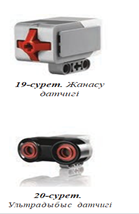 19-сурет. Жанасу
датчигі
20-сурет.
Ультрадыбыс датчигі